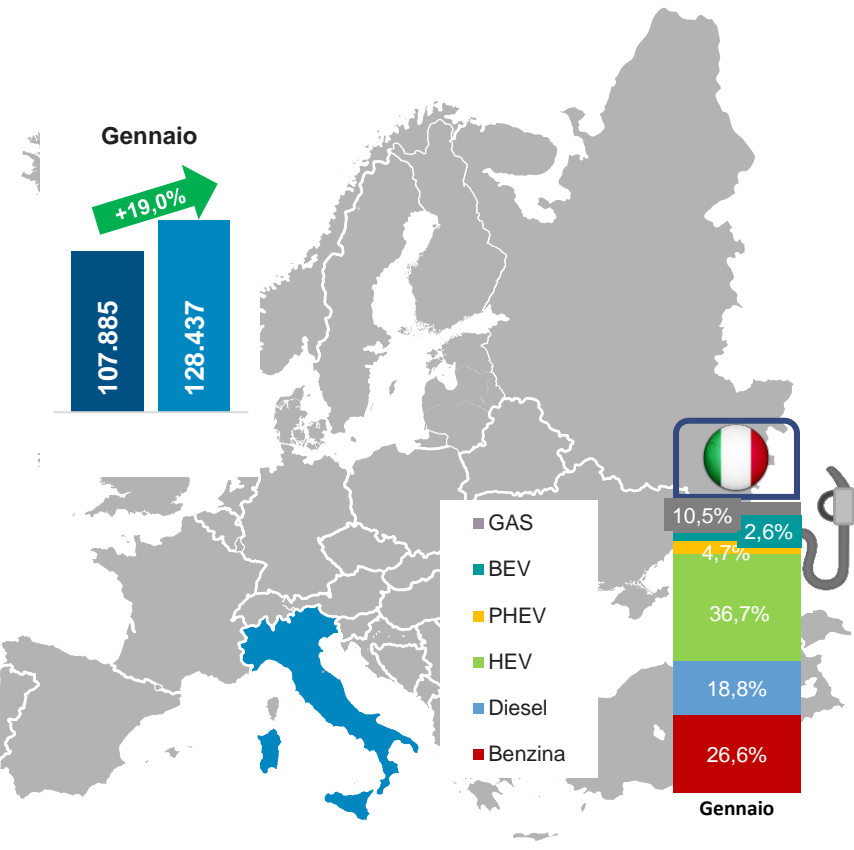 Gennaio
+19,0%
107.885
128.437
GAS
BEV
PHEV
HEV
Diesel
Benzina
10,5%
2,6%
4,7%
36,7%
18,8%
26,6%
Gennaio